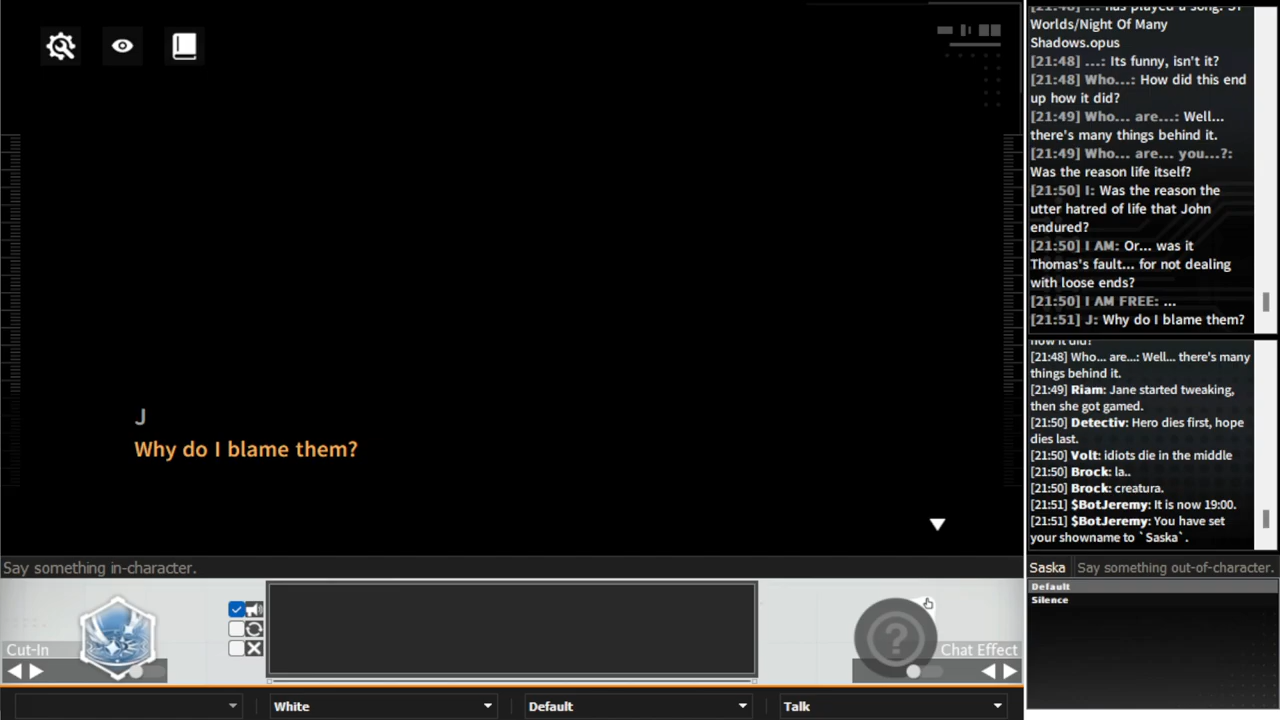 J
Why do I blame them?
Say something in-character.
Cut-In
Chat Effect
White
Default
Talk
[21:48] ...: has played a song: ST
Worlds/Night Of Many
Shadows.opus
[21:48] ...: Its funny, isn't it?
[21:48] Who...: How did this end
up how it did?
[21:49] Who... are...: Well...
there's many things behind it.
[21:49] Who... are... you...?:
Was the reason life itself?
[21:50] I: Was the reason the
utter hatred of life that John
endured?
[21:50] I AM: Or... was it
Thomas's fault... for not dealing
with loose ends?
[21:50] I AM FREE: ...
[21:51] J: Why do I blame them?
how it did?
[21:48] Who... are...: Well... there's many
things behind it.
[21:49] Riam: Jane started tweaking,
then she got gamed.
[21:50] Detectiv: Hero dies first, hope
dies last.
[21:50] Volt: idiots die in the middle
[21:50] Brock: la..
[21:50] Brock: creatura.
[21:51] $BotJeremy: It is now 19:00.
[21:51] $BotJeremy: You have set
your showname to `Saska`.
Saska
Say something out-of-character.
Default
Silence